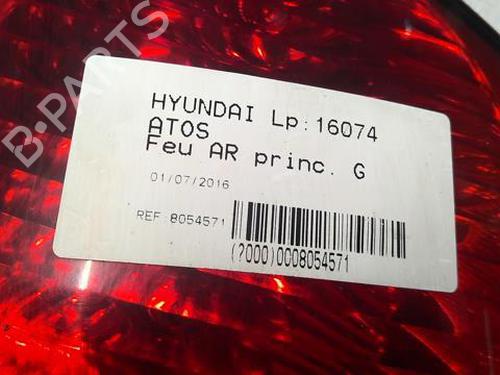 B-PARTS
HYUNDAI Lp:16074
ATOS
Feu AR princ. G
01/07/2016
REF 8054571
(?000)0008054571